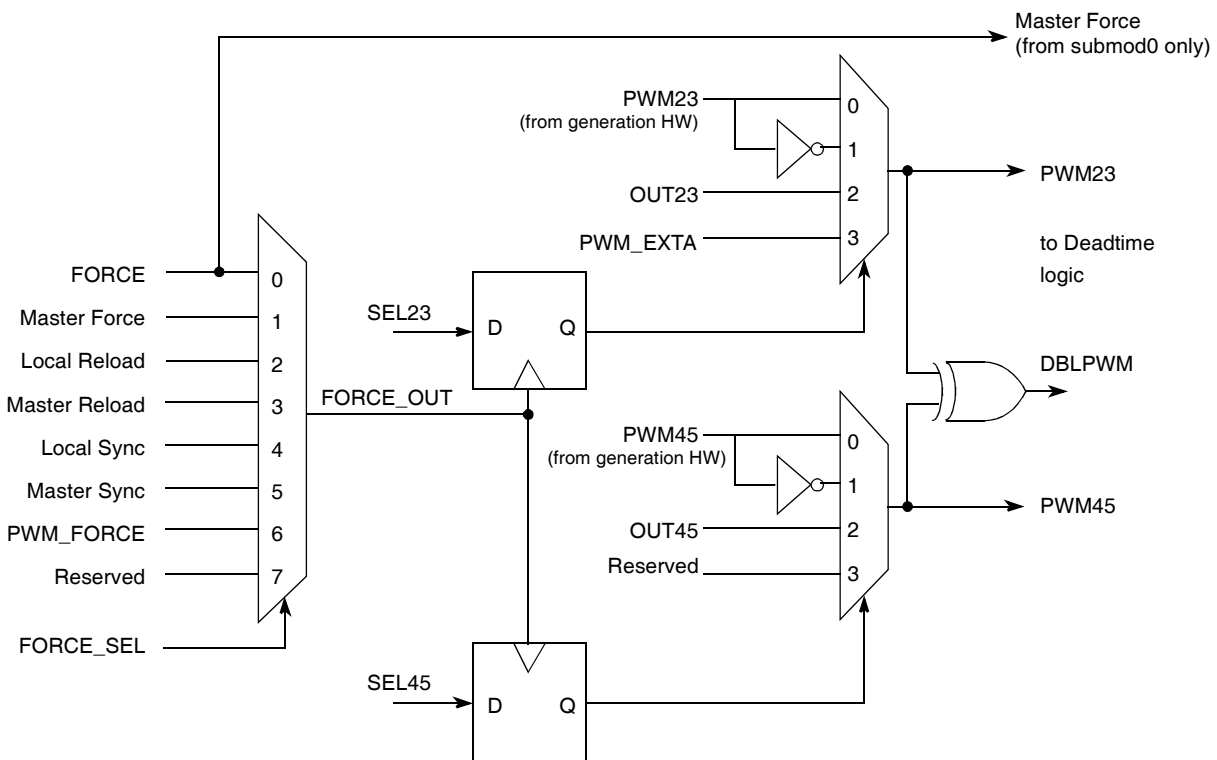 Master Force
(from submod0 only)
PWM23
(from generation HW)
0
1
OUT23
2
PWM_EXTA
3
PWM23
to Deadtime
logic
FORCE
0
Master Force
1
Local Reload
2
Master Reload
3
Local Sync
4
Master Sync
5
PWM_FORCE
6
Reserved
7
FORCE_SEL
FORCE_OUT
SEL23
D Q
DBLPWM
PWM45
(from generation HW)
0
1
OUT45
2
Reserved
3
PWM45
SEL45
D Q